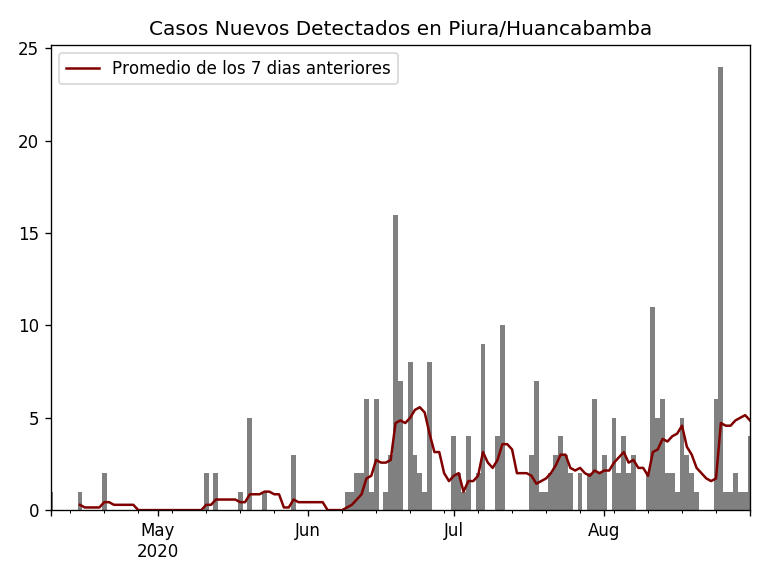 Casos Nuevos Detectados en Piura/Huancabamba
Promedio de los 7 dias anteriores
25
20
15
10
5
0
May
2020
Jun
Jul
Aug